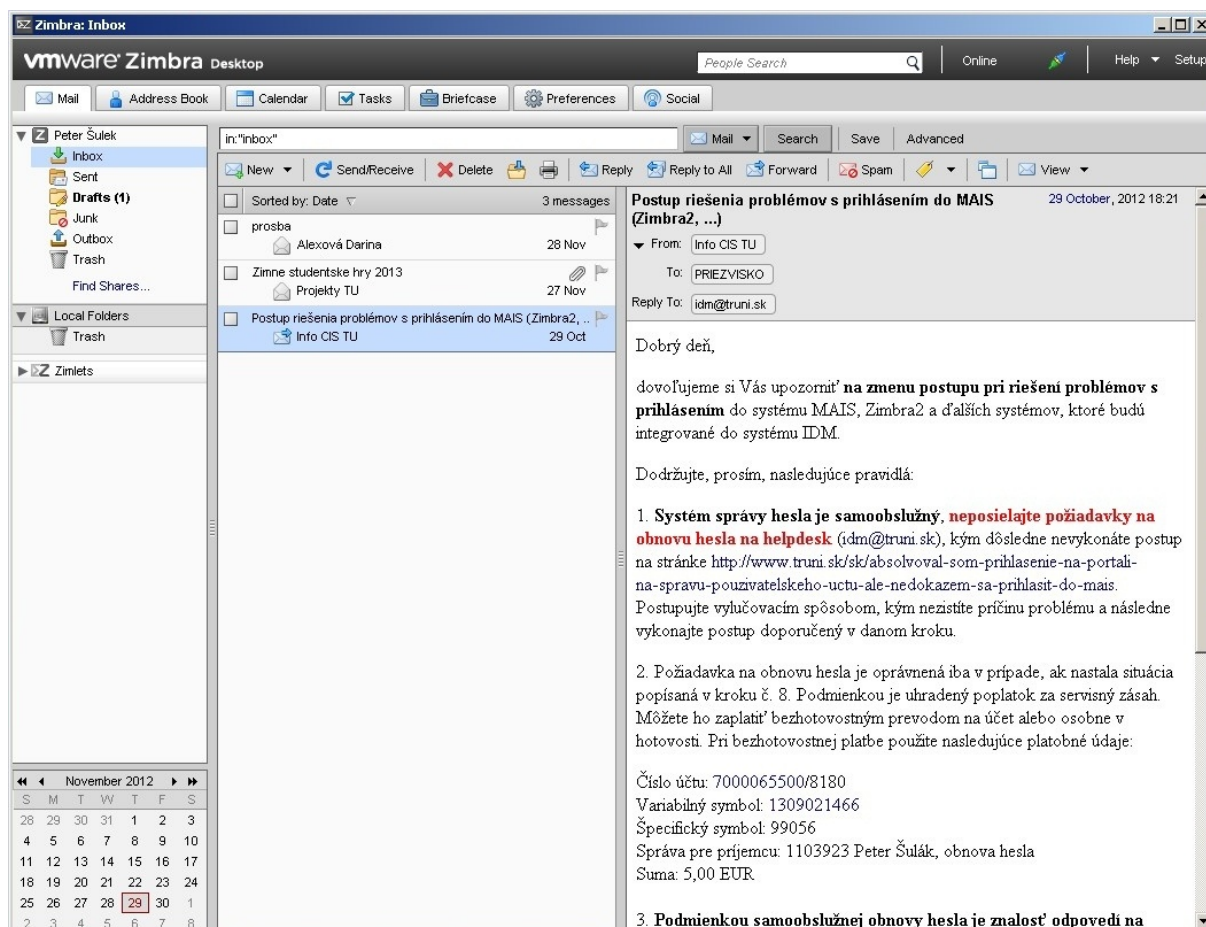 Zimbra: Inbox
vmware Zimbra Desktop
People Search
Online
Help
Setup
Mail
Address Book
Calendar
Tasks
Briefcase
Preferences
Social
Peter Šulek
Inbox
Sent
Drafts (1)
Junk
Outbox
Trash
Find Shares...
Local Folders
Trash
Zimlets
in:"inbox"
Mail
Search
Save
Advanced
New
Send/Receive
Delete
Reply
Reply to All
Forward
Spam
View
Sorted by: Date
3 messages
prosba
Alexová Darina
28 Nov
Zimne studentske hry 2013
Projekty TU
27 Nov
Postup riešenia problémov s prihlásením do MAIS (Zimbra2, ..
Info CIS TU
29 Oct
Postup riešenia problémov s prihlásením do MAIS
(Zimbra2, ...)
29 October, 2012 18:21
From: Info CIS TU
To: PRIEZVISKO
Reply To: idm@truni.sk
Dobrý deň,
dovoľujeme si Vás upozorniť na zmenu postupu pri riešení problémov s
prihlásením do systému MAIS, Zimbra2 a ďalších systémov, ktoré budú
integrované do systému IDM.
Dodržujte, prosím, nasledujúce pravidlá:
1. Systém správy hesla je samoobslužný, neposielajte požiadavky na
obnovu hesla na helpdesk (idm@truni.sk), kým dôsledne nevykonáte postup
na stránke http://www.truni.sk/sk/absolvoval-som-prihlasenie-na-portali-
na-spravu-pouzivatelskeho-uctu-ale-nedokazem-sa-prihlasit-do-mais.
Postupujte vylučovacím spôsobom, kým nezistíte príčinu problému a následne
vykonajte postup doporučený v danom kroku.
2. Požiadavka na obnovu hesla je oprávnená iba v prípade, ak nastala situácia
popísaná v kroku č. 8. Podmienkou je uhradený poplatok za servisný zásah.
Môžete ho zaplatiť bezhotovostným prevodom na účet alebo osobne v
hotovosti. Pri bezhotovostnej platbe použite nasledujúce platobné údaje:
Číslo účtu: 7000065500/8180
Variabilný symbol: 1309021466
Špecifický symbol: 99056
Správa pre príjemcu: 1103923 Peter Šulák, obnova hesla
Suma: 5,00 EUR
3. Podmienkou samoobslužnej obnovy hesla je znalosť odpovedí na
November 2012
S M T W T F S
28 29 30 31 1 2 3
4 5 6 7 8 9 10
11 12 13 14 15 16 17
18 19 20 21 22 23 24
25 26 27 28 29 30 1
2 3 4 5 6 7 8